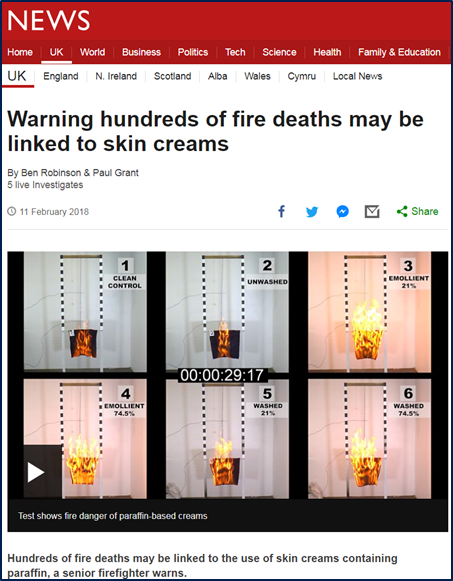 NEWS
Home UK World Business Politics Tech Science Health Family & Education
UK England N. Ireland Scotland Alba Wales Cymru Local News
Warning hundreds of fire deaths may be
linked to skin creams
By Ben Robinson & Paul Grant
5 live Investigates
11 February 2018
Share
1
CLEAN
CONTROL
2
UNWASHED
3
EMOLLIENT
21%
00:00:29:17
4
EMOLLIENT
74.5%
5
WASHED
21%
6
WASHED
74.5%
Test shows fire danger of paraffin-based creams
Hundreds of fire deaths may be linked to the use of skin creams containing
paraffin, a senior firefighter warns.